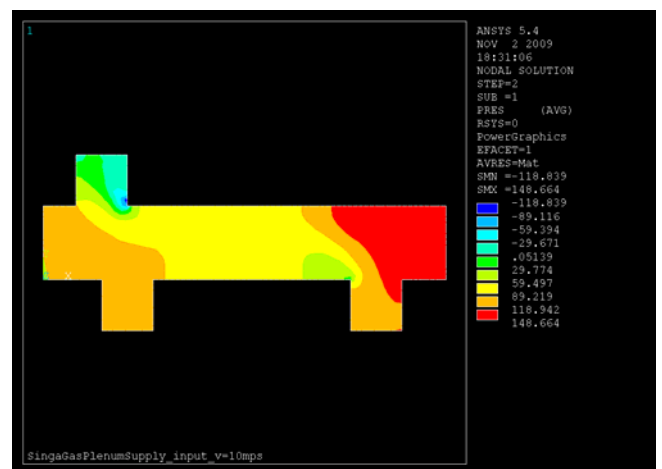 1
ANSYS 5.4
NOV 2 2009
18:31:06
NODAL SOLUTION
STEP=2
SUB =1
PRES (AVG)
RSYS=0
PowerGraphics
EFACET=1
AVRES=Mat
SMN =-118.839
SMX =148.664
-118.839
-89.116
-59.394
-29.671
.05139
29.774
59.497
89.219
118.942
148.664
X
SingaGasPlenumSupply_input_v=10mps